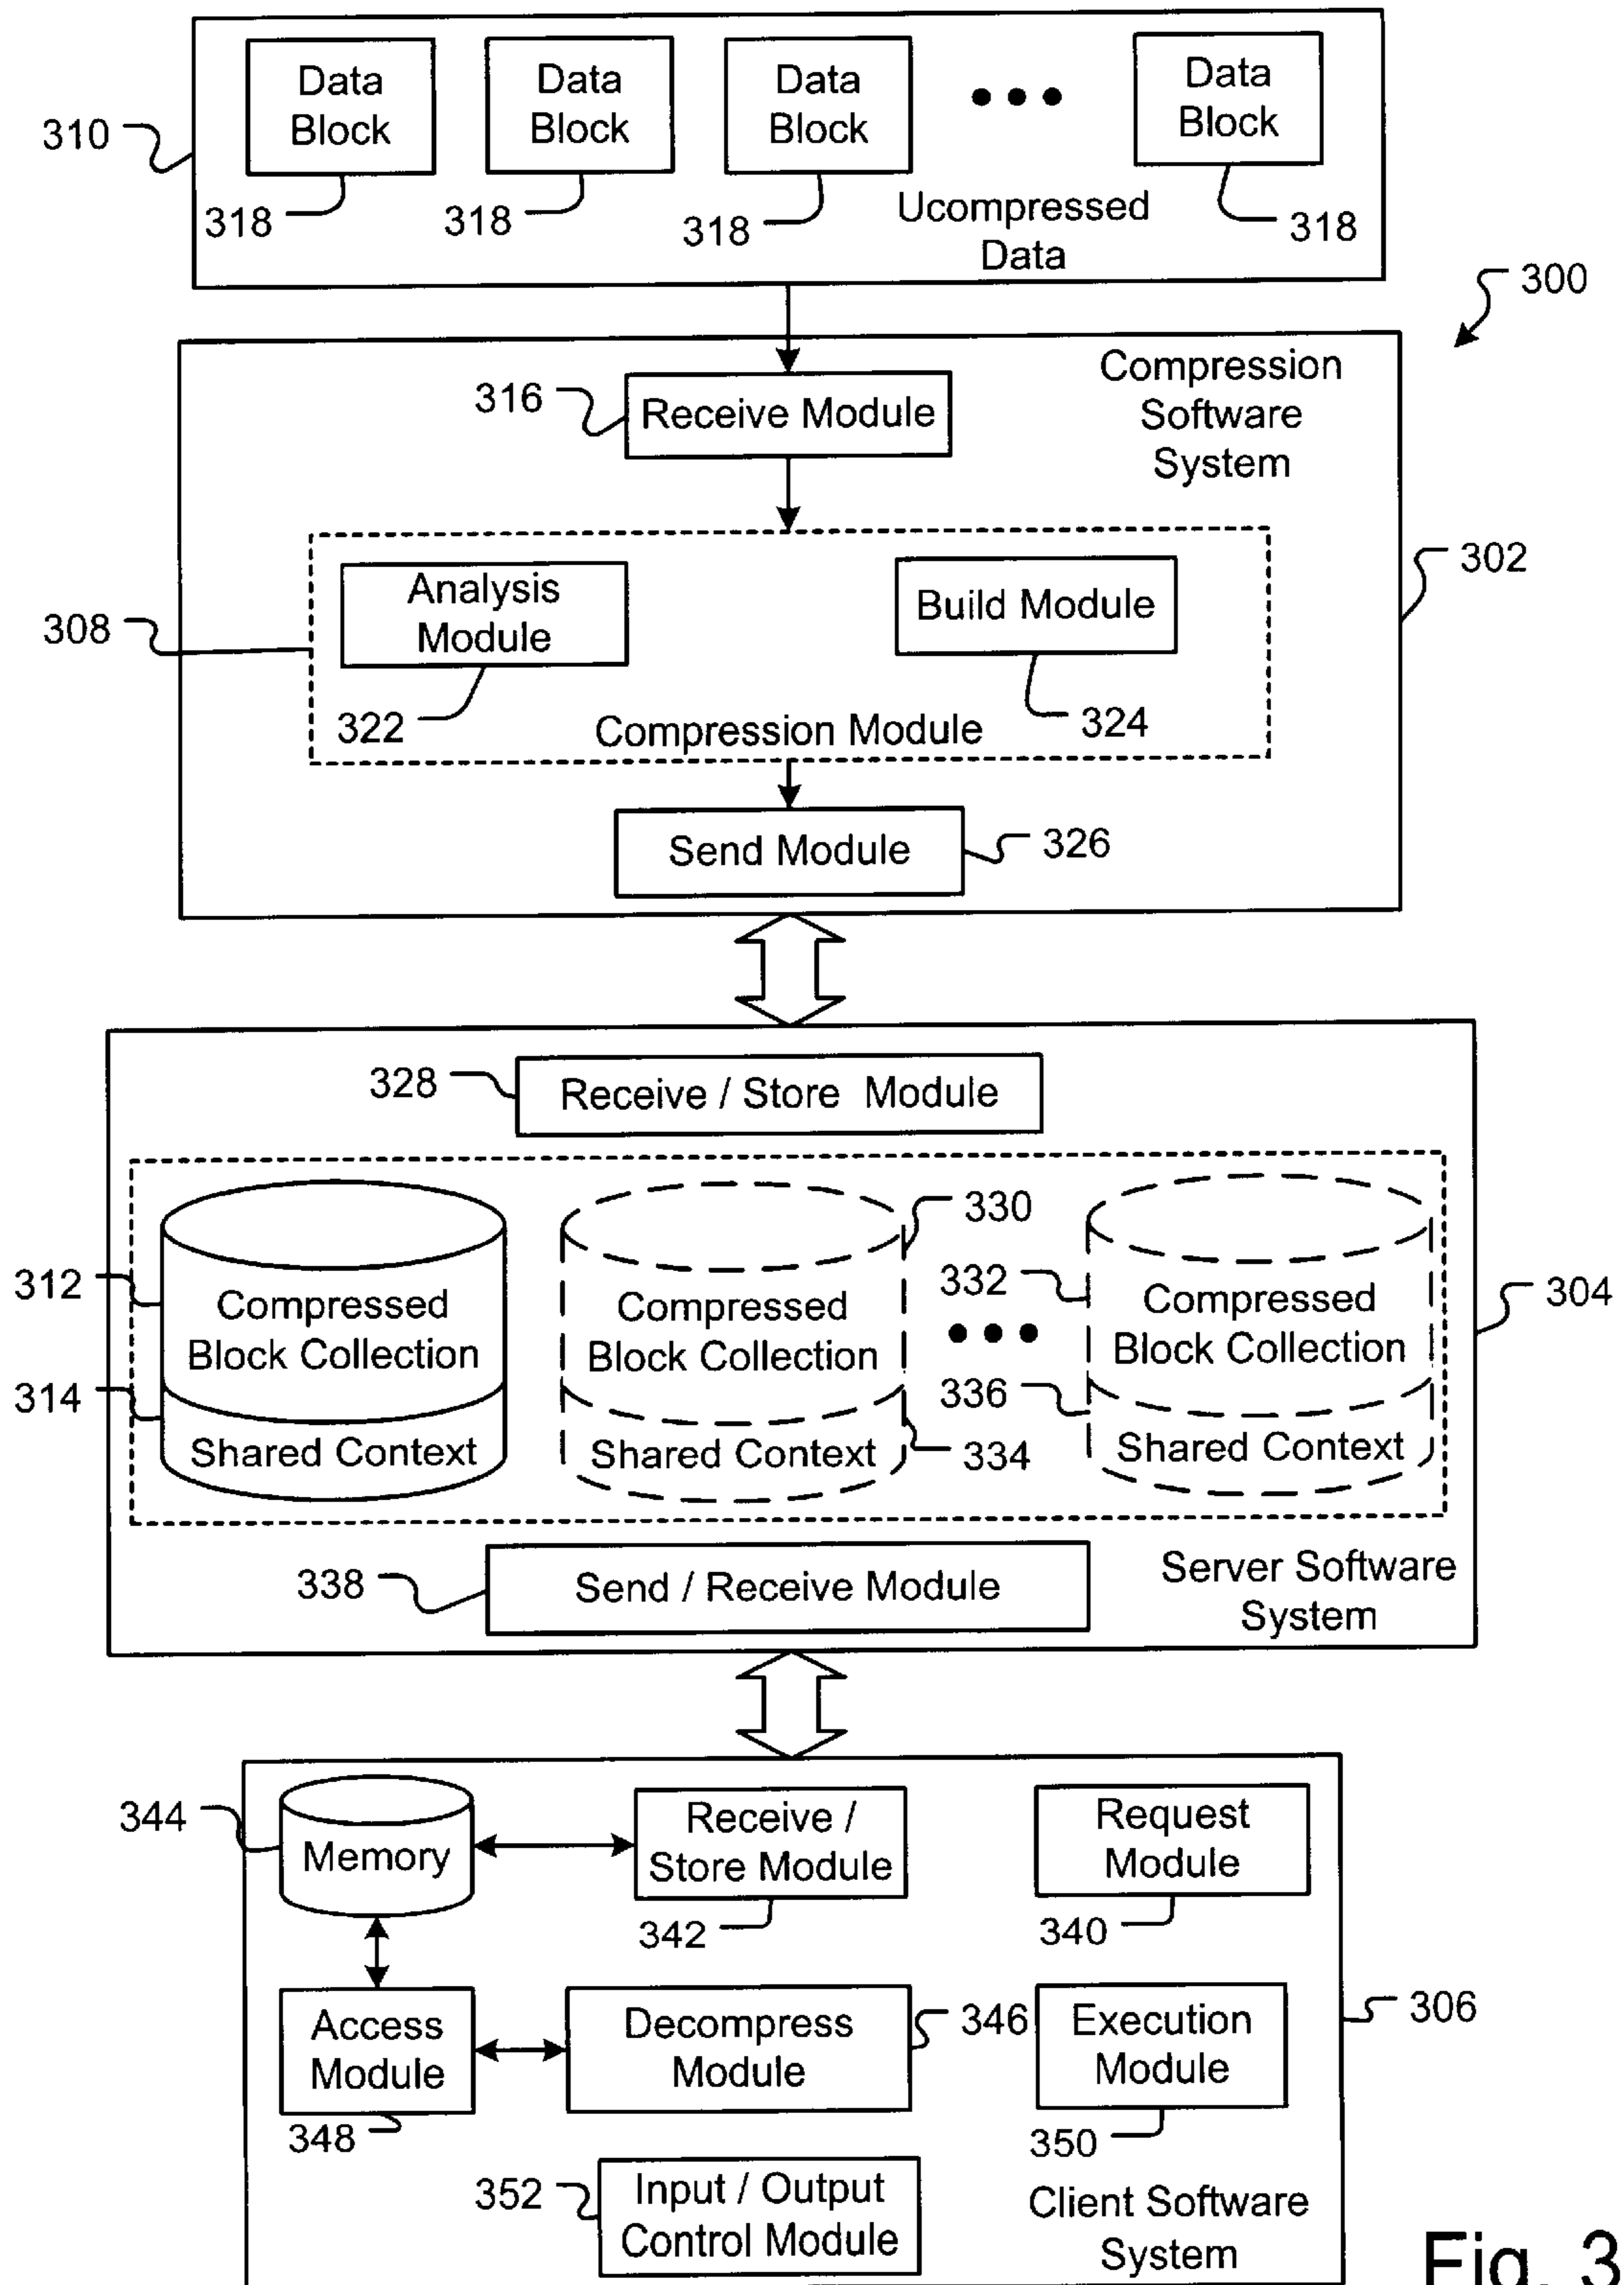 Data
Block
Data
Block
Data
Block
Data
Block
310
318
318
318
Ucompressed
Data
318
300
Compression
Software
System
316
Receive Module
302
Analysis
Module
Build Module
308
322
Compression Module
324
Send Module
326
328
Receive / Store Module
330
312
Compressed
Block Collection
Compressed
Block Collection
332
Compressed
Block Collection
304
314
Shared Context
Shared Context
334
336
Shared Context
338
Send / Receive Module
Server Software
System
344
Memory
Receive /
Store Module
342
Request
Module
340
Access
Module
348
Decompress
Module
346
Execution
Module
350
306
352
Input / Output
Control Module
Client Software
System
Fig. 3